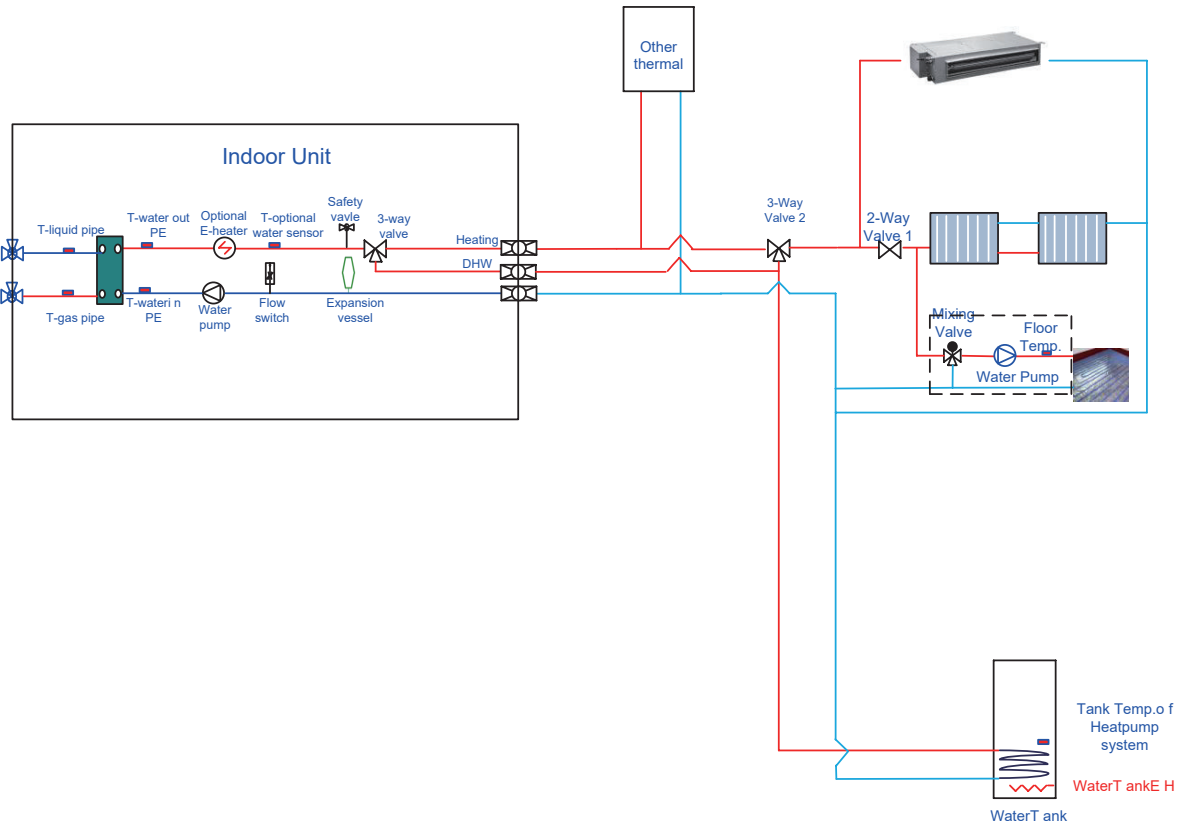 Other
thermal
Indoor Unit
Safety
vavle
3-way
valve
T-liquid pipe
T-water out
PE
Optional
E-heater
T-optional
water sensor
Heating
DHW
T-gas pipe
T-wateri n
PE
Water
pump
Flow
switch
Expansion
vessel
3-Way
Valve 2
2-Way
Valve 1
Mixing
Valve
Floor
Temp.
Water Pump
Tank Temp.o f
Heatpump
system
WaterT ankE H
WaterT ank